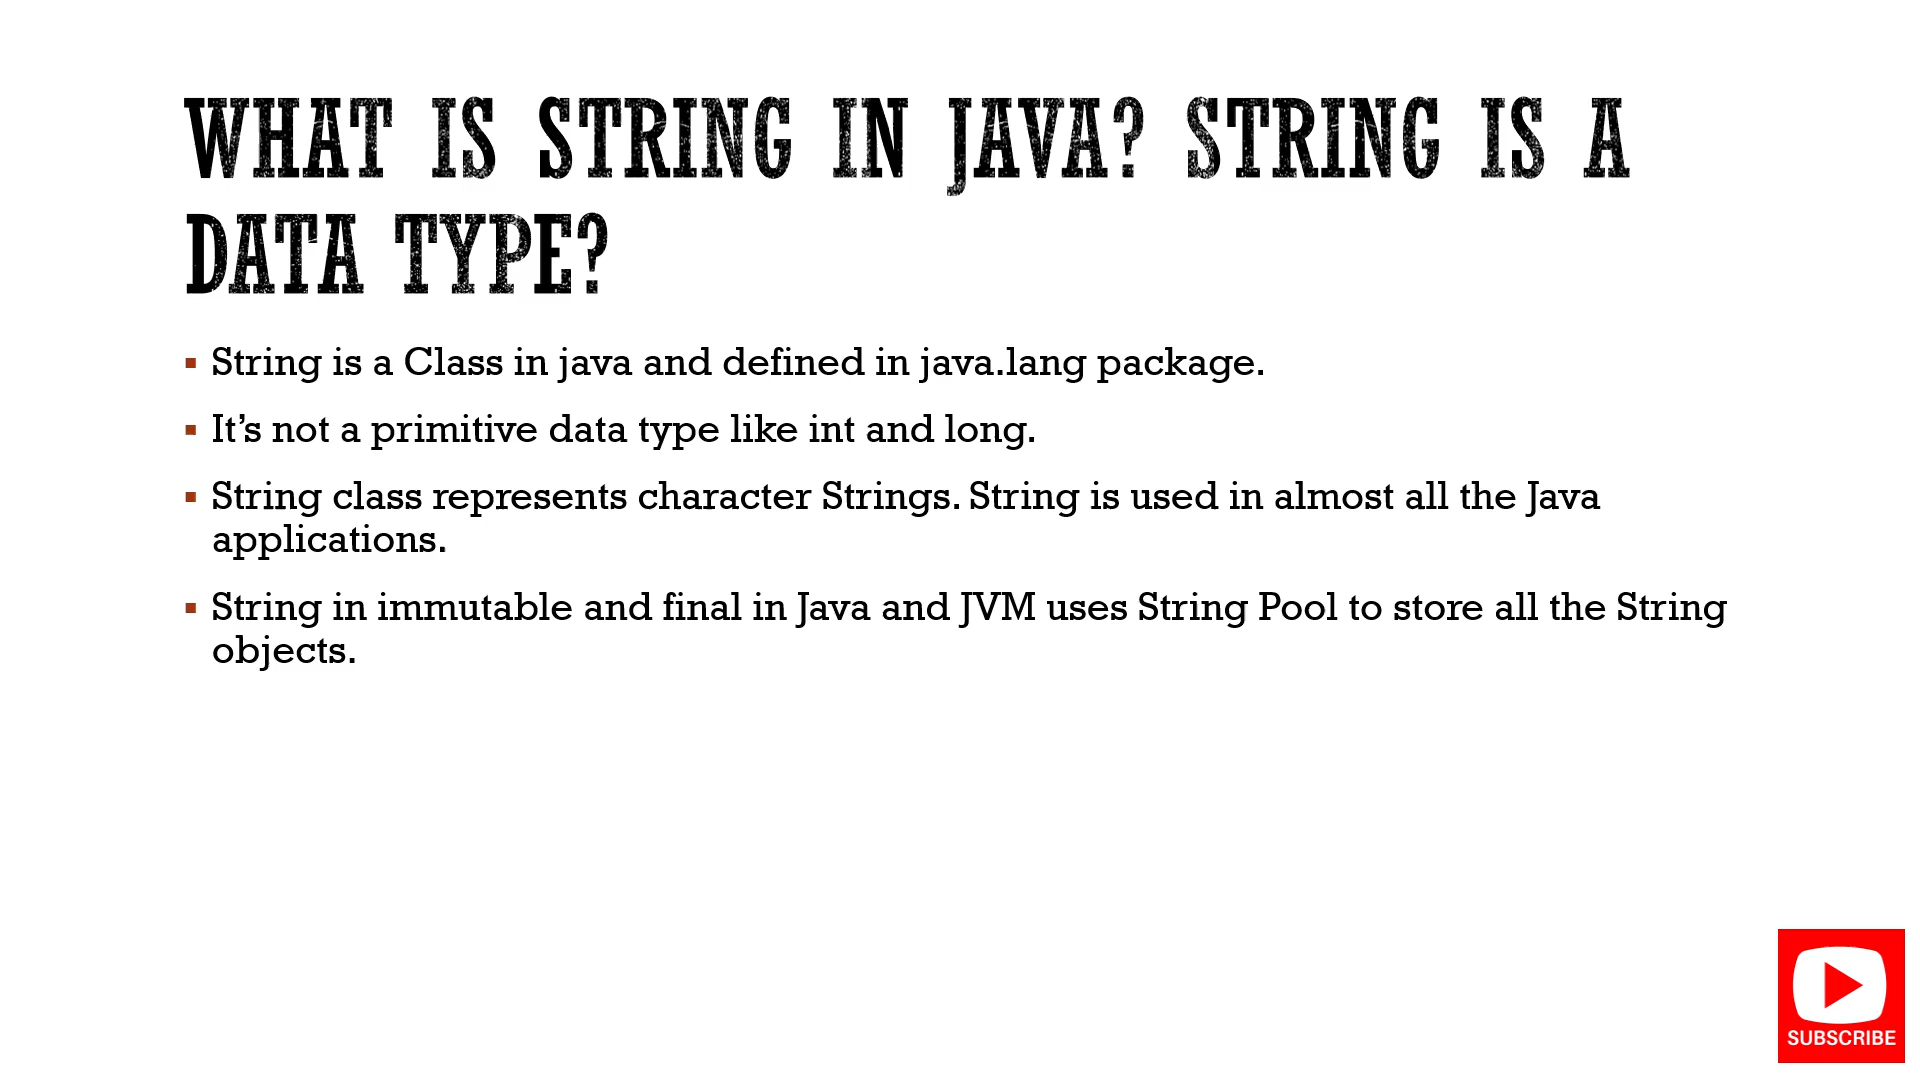 WHAT IS STRING IN JAVA? STRING IS A
DATA TYPE?
▪ String is a Class in java and defined in java.lang package.
▪ It’s not a primitive data type like int and long.
▪ String class represents character Strings. String is used in almost all the Java
applications.
▪ String in immutable and final in Java and JVM uses String Pool to store all the String
objects.
SUBSCRIBE